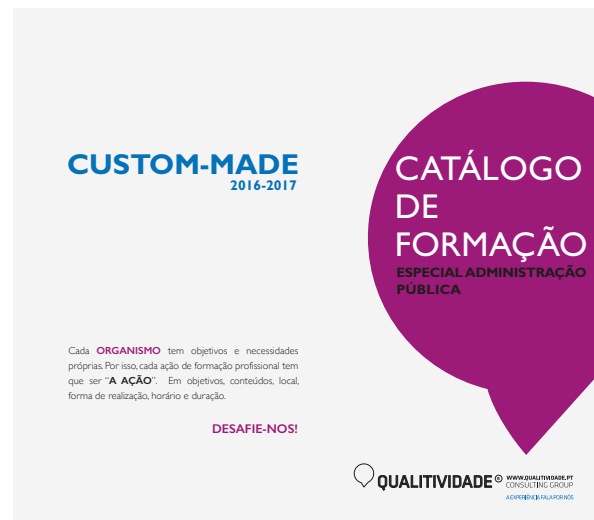 CUSTOM-MADE
2016-2017
Cada ORGANISMO tem objetivos e necessidades
próprias. Por isso, cada ação de formação profissional tem
que ser “A AÇÃO”. Em objetivos, conteúdos, local,
forma de realização, horário e duração.
DESAFIE-NOS!
CATÁLOGO
DE
FORMAÇÃO
ESPECIAL ADMINISTRAÇÃO
PÚBLICA
QUALITIVIDADE®
WWW.QUALITIVIDADE.PT
CONSULTING GROUP
A EXPERIÊNCIA FALA POR NÓS